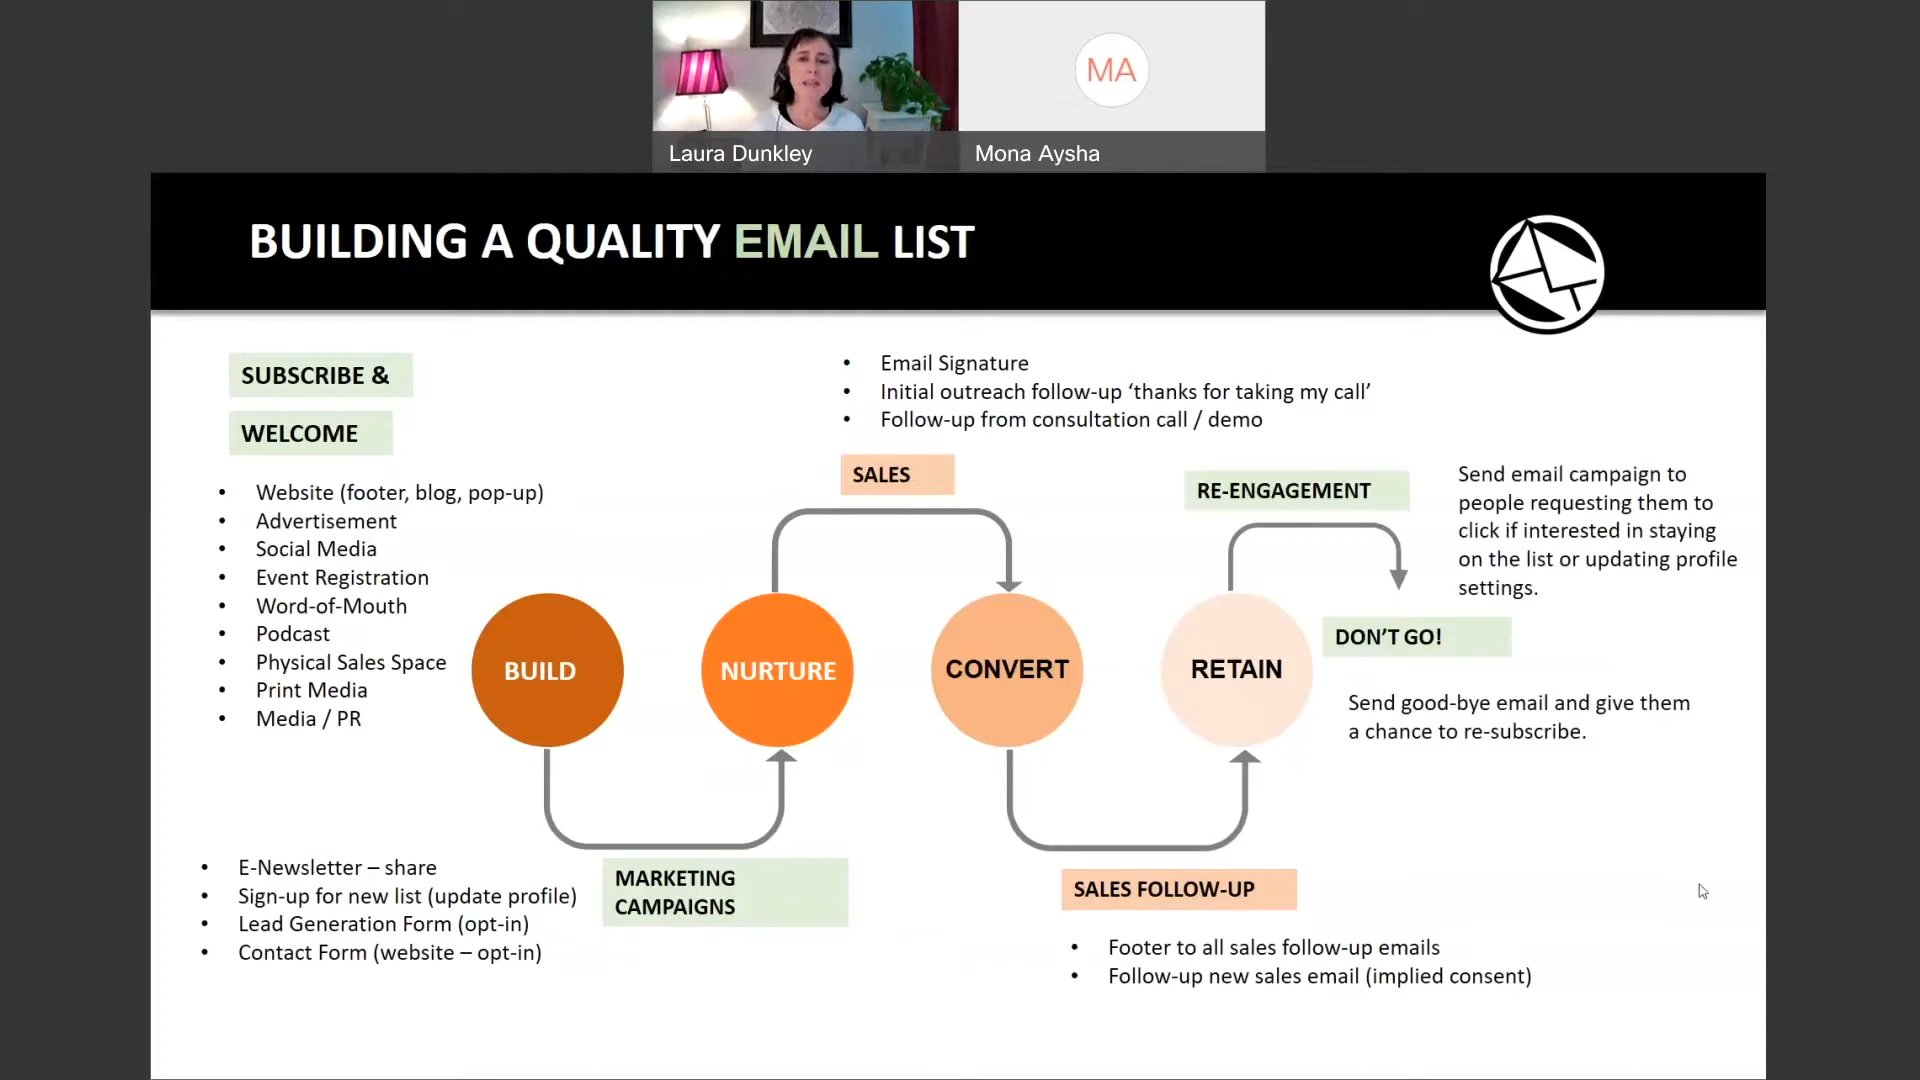 MA
Laura Dunkley
Mona Aysha
BUILDING A QUALITY EMAIL LIST
SUBSCRIBE &
WELCOME
• Website (footer, blog, pop-up)
• Advertisement
• Social Media
• Event Registration
• Word-of-Mouth
• Podcast
• Physical Sales Space
• Print Media
• Media / PR
• Email Signature
• Initial outreach follow-up ‘thanks for taking my call’
• Follow-up from consultation call / demo
SALES
RE-ENGAGEMENT
Send email campaign to
people requesting them to
click if interested in staying
on the list or updating profile
settings.
BUILD
NURTURE
CONVERT
RETAIN
DON’T GO!
Send good-bye email and give them
a chance to re-subscribe.
• E-Newsletter – share
• Sign-up for new list (update profile)
• Lead Generation Form (opt-in)
• Contact Form (website – opt-in)
MARKETING
CAMPAIGNS
SALES FOLLOW-UP
• Footer to all sales follow-up emails
• Follow-up new sales email (implied consent)